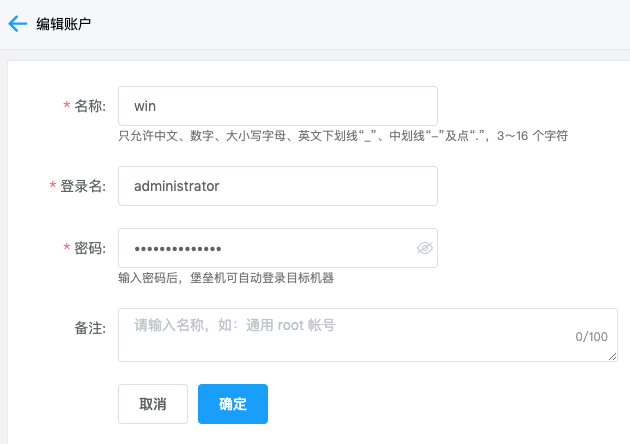 编辑账户
* 名称: win
只允许中文、数字、大小写字母、英文下划线“_”、中划线“-”及点“.”，3～16 个字符
* 登录名: administrator
* 密码: ••••••••••••••
输入密码后，堡垒机可自动登录目标机器
备注: 请输入名称，如：通用 root 帐号
0/100
取消 确定